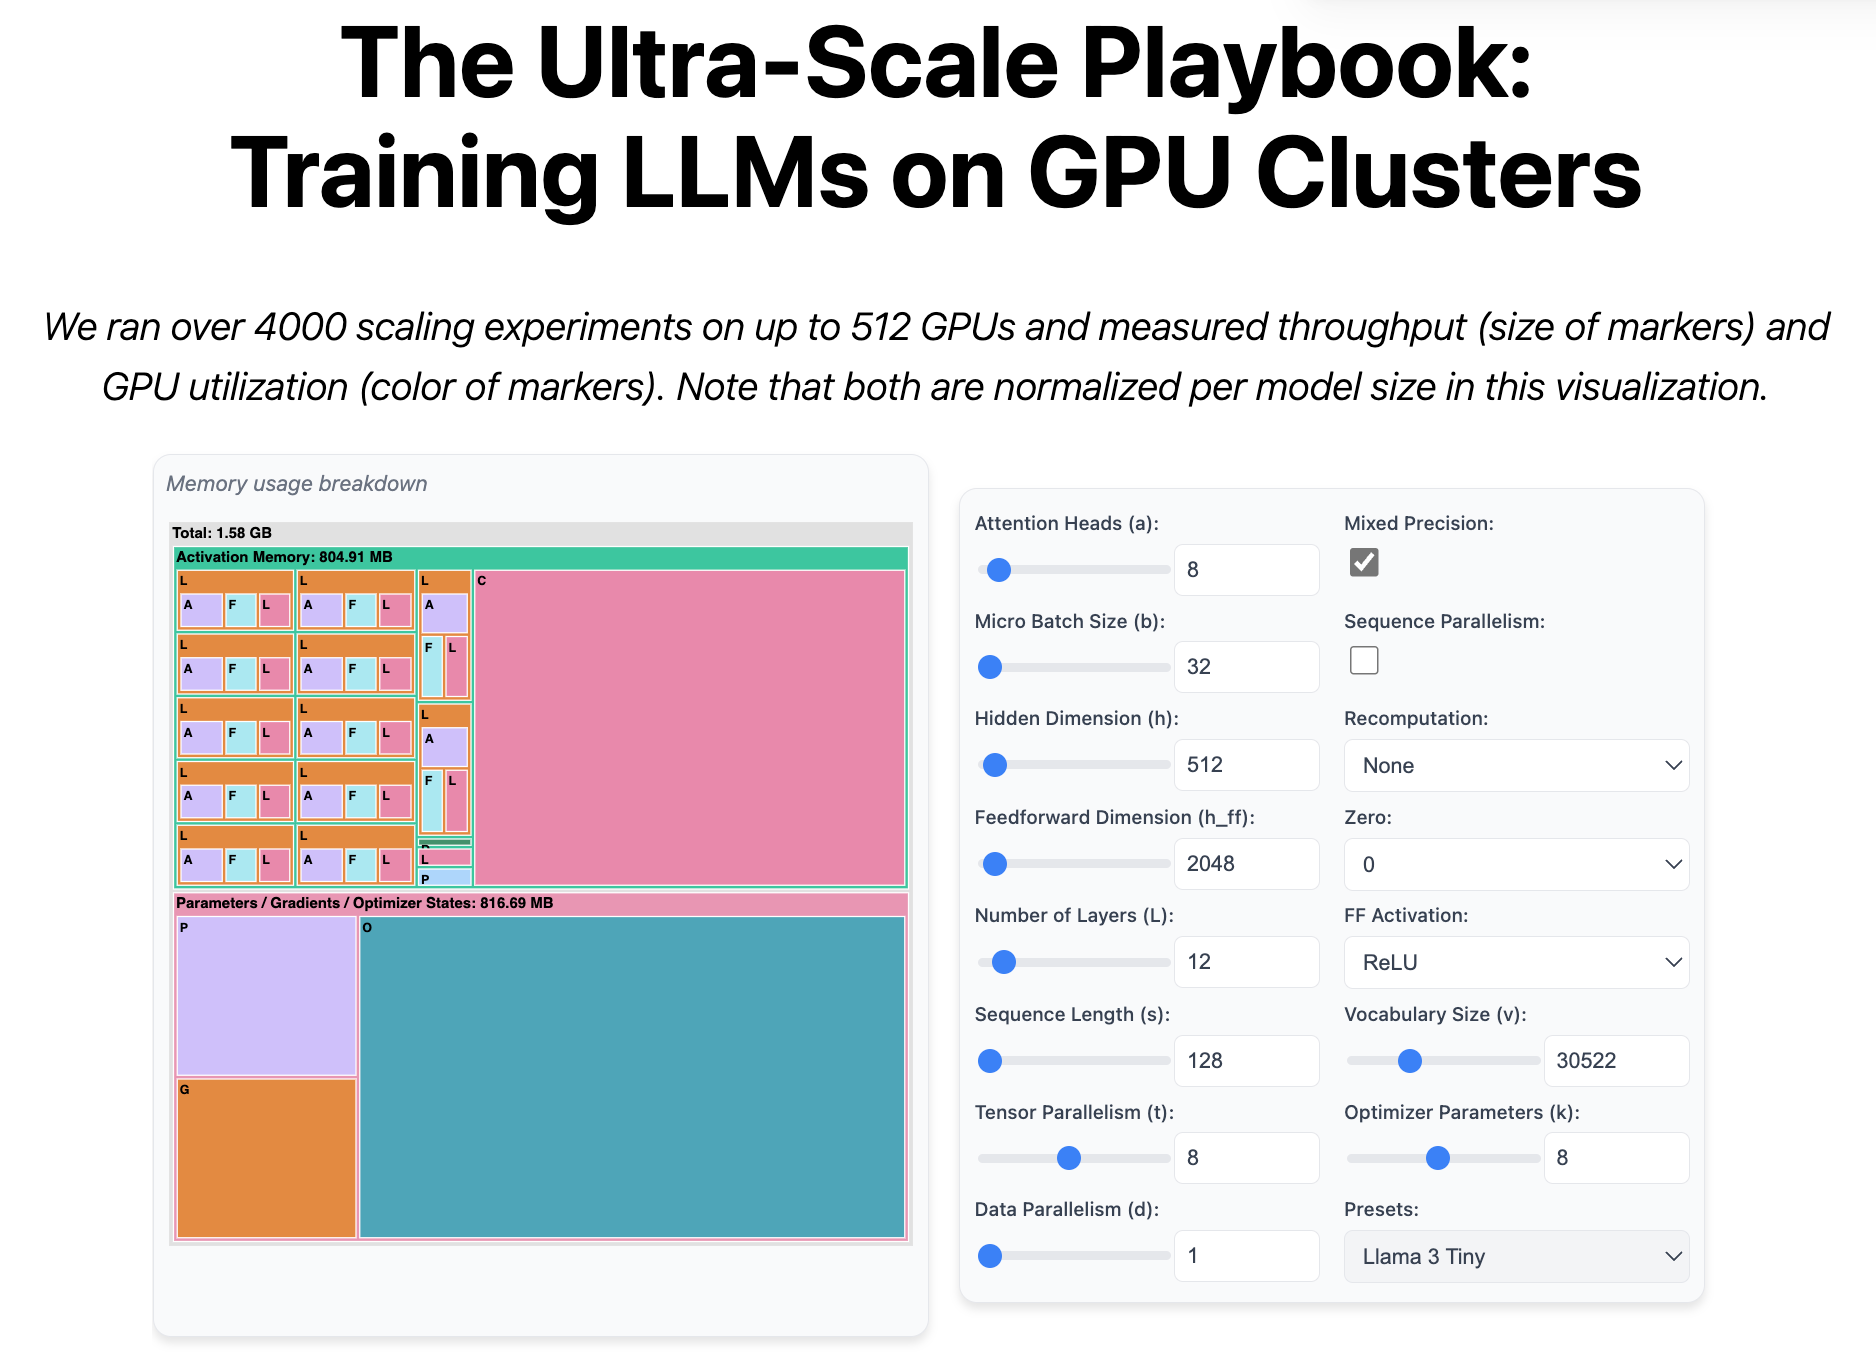 The Ultra-Scale Playbook:
Training LLMs on GPU Clusters
We ran over 4000 scaling experiments on up to 512 GPUs and measured throughput (size of markers) and
GPU utilization (color of markers). Note that both are normalized per model size in this visualization.
Memory usage breakdown
Total: 1.58 GB
Activation Memory: 804.91 MB
L L L C
A F L A F L A
F L
L L
A F L A F L
L L L
A F L A F L A
L L
A F L A F L F L
L L
A F L A F L L
P
Parameters / Gradients / Optimizer States: 816.69 MB
P O
G
Attention Heads (a):
8
Micro Batch Size (b):
32
Hidden Dimension (h):
512
Feedforward Dimension (h_ff):
2048
Number of Layers (L):
12
Sequence Length (s):
128
Tensor Parallelism (t):
8
Data Parallelism (d):
1
Mixed Precision:
Sequence Parallelism:
Recomputation:
None
Zero:
0
FF Activation:
ReLU
Vocabulary Size (v):
30522
Optimizer Parameters (k):
8
Presets:
Llama 3 Tiny